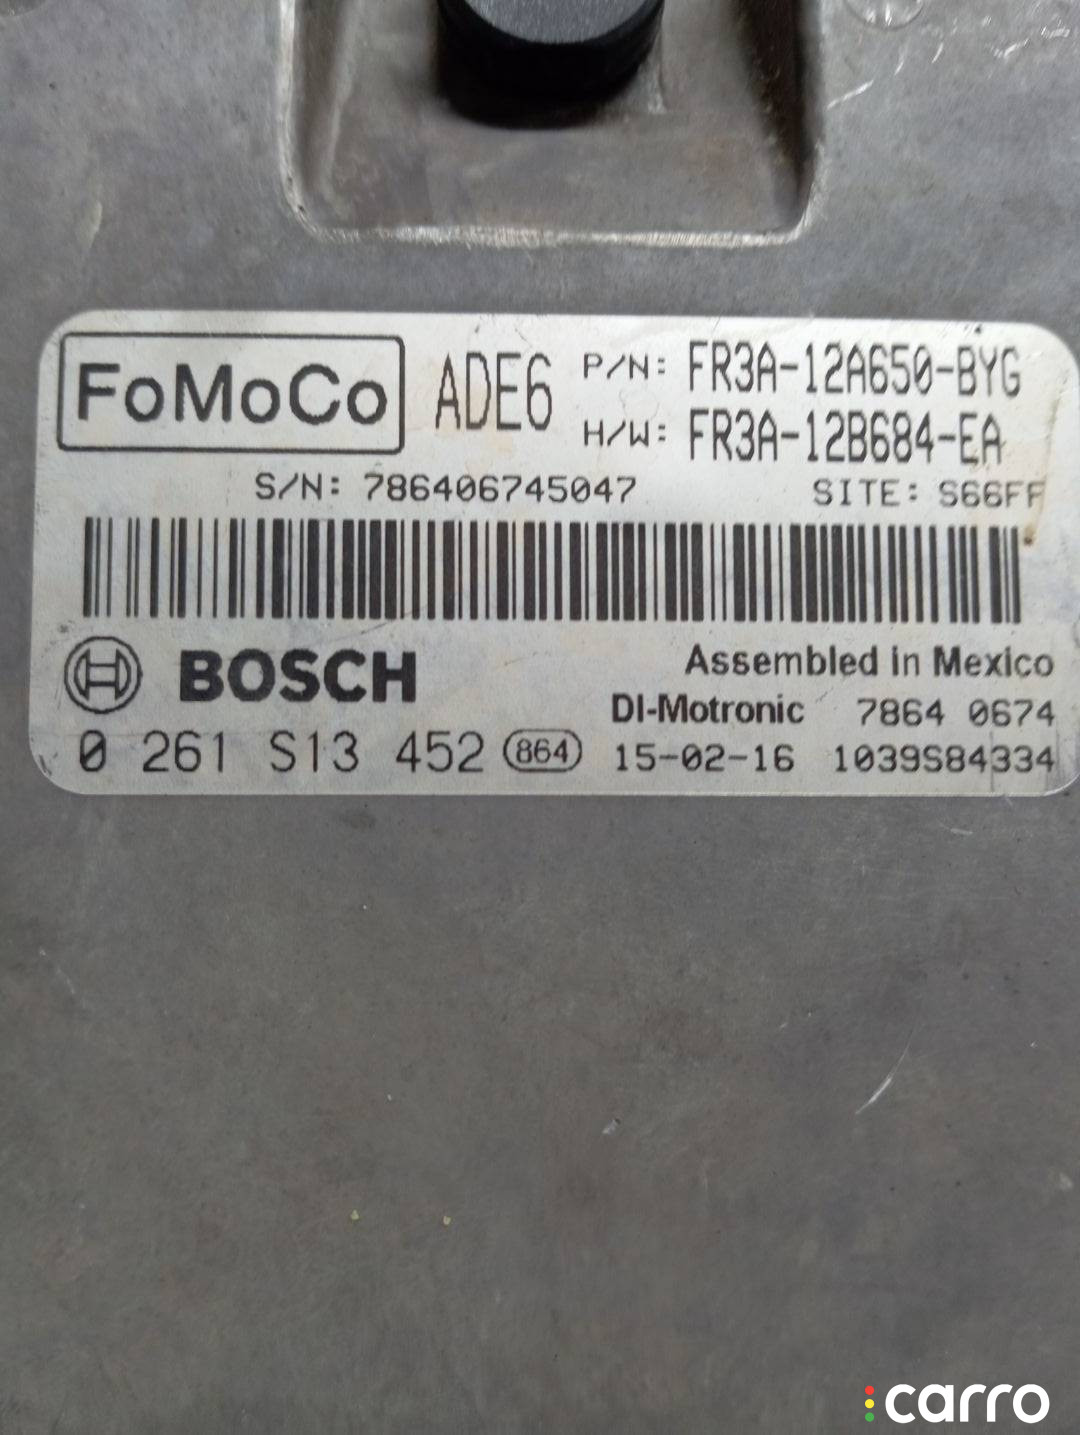 FoMoCo ADE6 P/N: FR3A-12A650-BYG
H/W: FR3A-12B684-EA
S/N: 786406745047 SITE: S66FF
BOSCH Assembled in Mexico
DI-Motronic 7864 0674
0 261 S13 452 864 15-02-16 1039S84334
carro